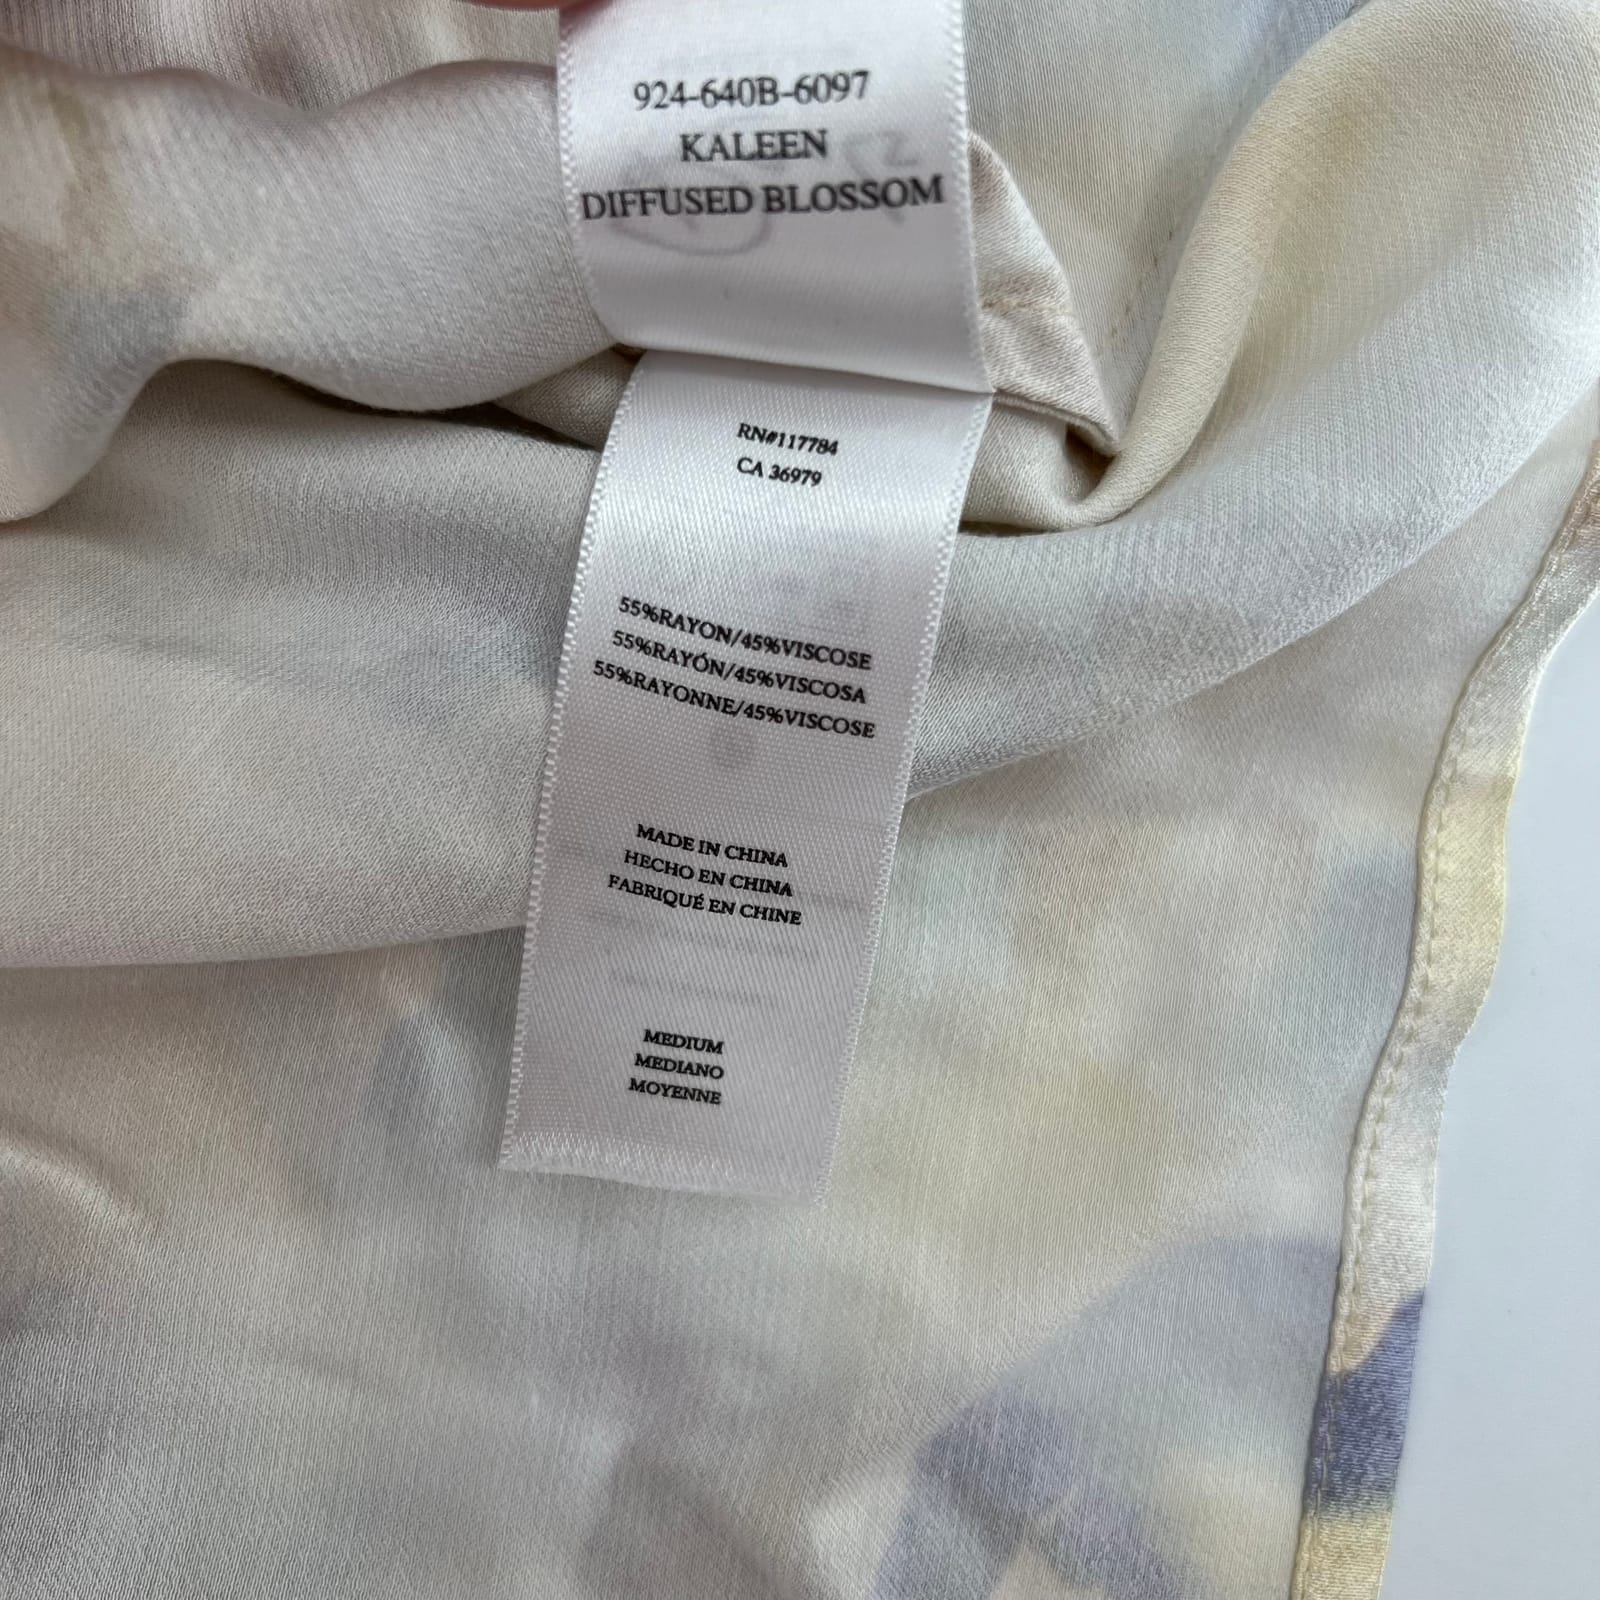 924-640B-6097
KALEEN
DIFFUSED BLOSSOM
RN#117784
CA 36979
55%RAYON/45%VISCOSE
55%RAYÓN/45%VISCOSA
55%RAYONNE/45%VISCOSE
MADE IN CHINA
HECHO EN CHINA
FABRIQUÉ EN CHINE
MEDIUM
MEDIANO
MOYENNE